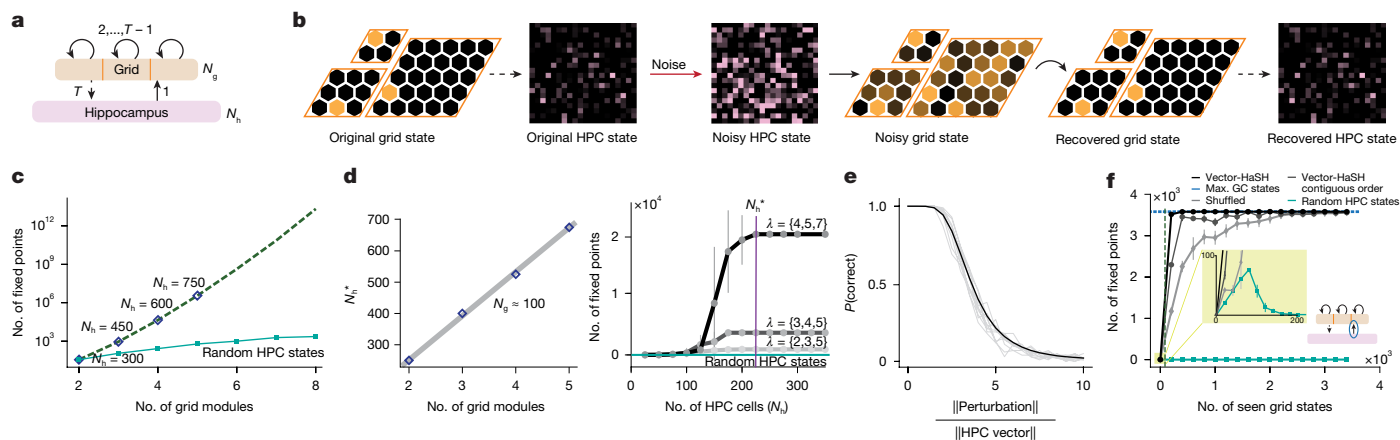 a
2,...,T – 1
Grid
N_g
T
1
Hippocampus
N_h
b
Noise
Original grid state
Original HPC state
Noisy HPC state
Noisy grid state
Recovered grid state
Recovered HPC state
c
No. of fixed points
10^12
10^9
10^6
10^3
N_h = 750
N_h = 600
N_h = 450
N_h = 300
Random HPC states
2 4 6 8
No. of grid modules
d
N_h*
700
600
500
400
300
N_g ≈ 100
2 3 4 5
No. of grid modules
×10^4
N_h*
No. of fixed points
2
1
0
λ = {4,5,7}
λ = {3,4,5}
λ = {2,3,5}
Random HPC states
0 100 200 300
No. of HPC cells (N_h)
e
P(correct)
1.0
0.5
0
0 5 10
||Perturbation||
||HPC vector||
f
Vector-HaSH
Max. GC states
Shuffled
Vector-HaSH
contiguous order
Random HPC states
×10^3
No. of fixed points
4
3
2
1
0
100
0
0 200
×10^3
0 1 2 3 4
No. of seen grid states